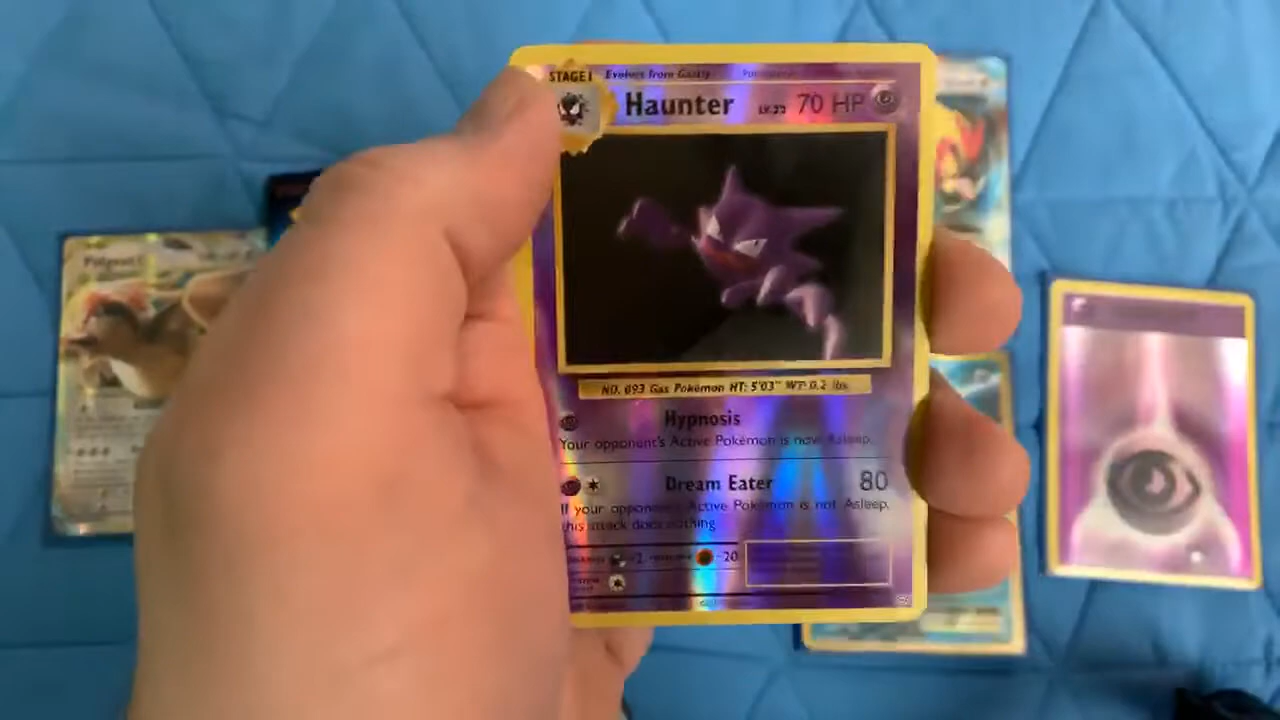 STAGE 1 Evolves from Gastly
Haunter LV.22 70 HP
NO. 093 Gas Pokémon HT: 5'03" WT: 0.2 lbs.
Hypnosis
Your opponent's Active Pokémon is now Asleep.
Dream Eater 80
If your opponent's Active Pokémon is not Asleep,
this attack does nothing
×2 -20